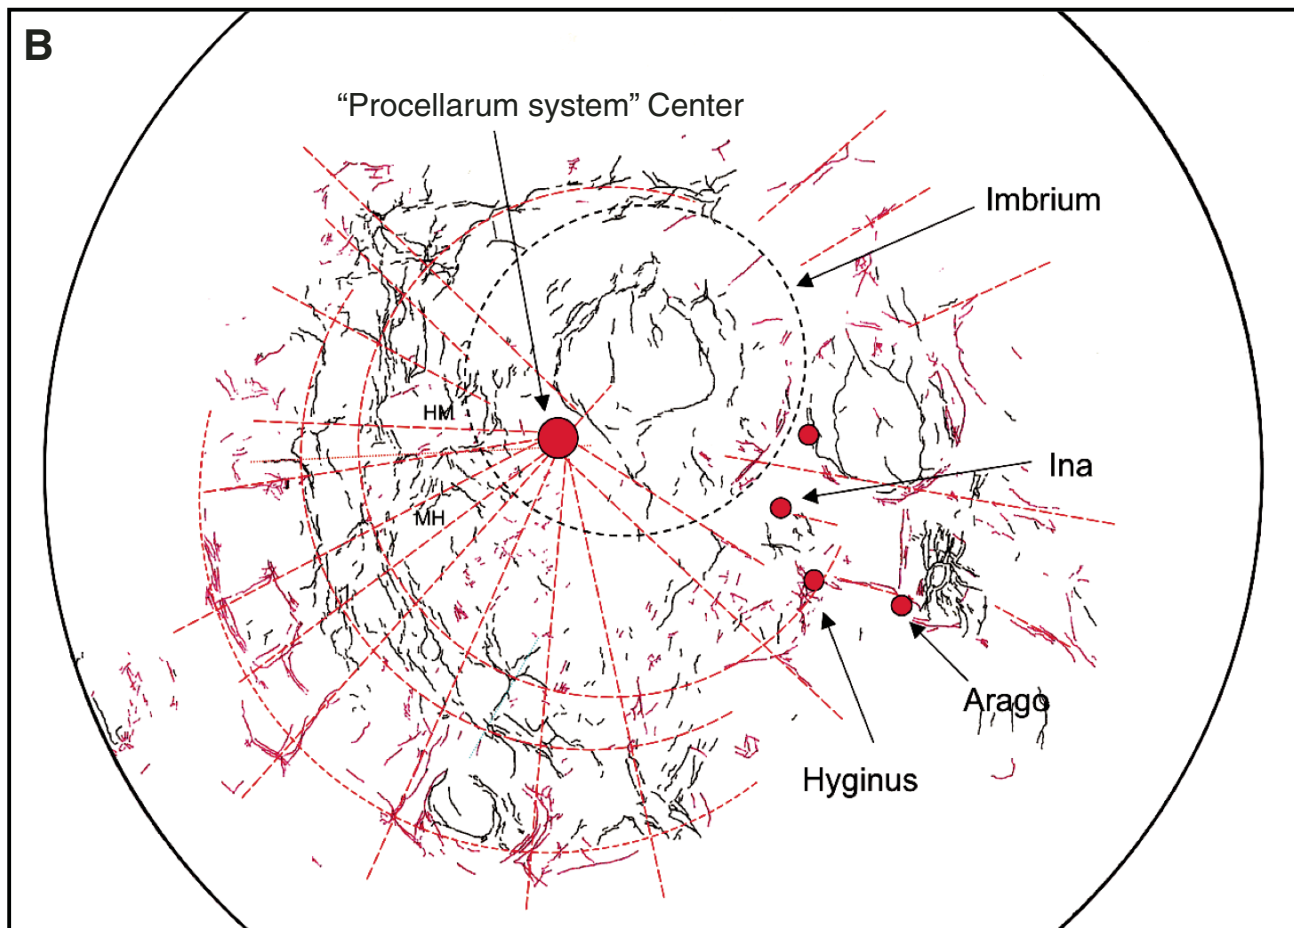 B
“Procellarum system” Center
Imbrium
HM
Ina
MH
Arago
Hyginus